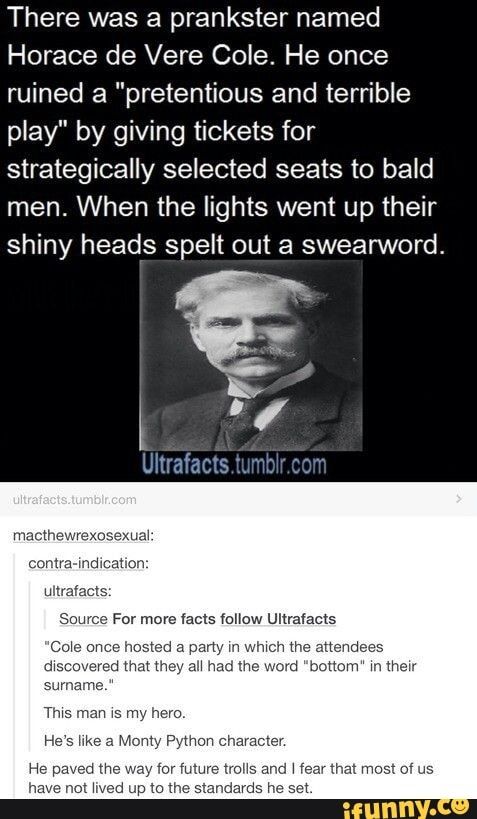 There was a prankster named
Horace de Vere Cole. He once
ruined a "pretentious and terrible
play" by giving tickets for
strategically selected seats to bald
men. When the lights went up their
shiny heads spelt out a swearword.
Ultrafacts.tumblr.com
ultrafacts.tumblr.com >
macthewrexosexual:
contra-indication:
ultrafacts:
Source For more facts follow Ultrafacts
"Cole once hosted a party in which the attendees
discovered that they all had the word "bottom" in their
surname."
This man is my hero.
He's like a Monty Python character.
He paved the way for future trolls and I fear that most of us
have not lived up to the standards he set.
ifunny.co